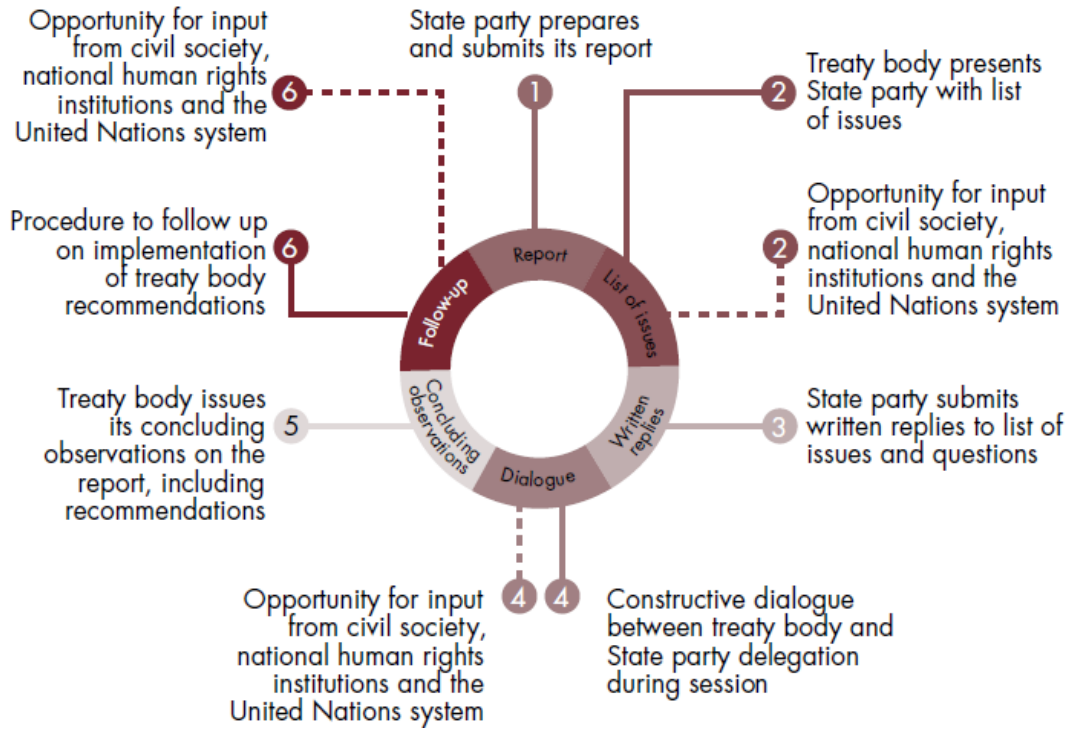 Opportunity for input
from civil society,
national human rights
institutions and the
United Nations system
6
State party prepares
and submits its report
1
2
Treaty body presents
State party with list
of issues
Procedure to follow up
on implementation
of treaty body
recommendations
6
2
Opportunity for input
from civil society,
national human rights
institutions and the
United Nations system
Report
List of issues
Written
replies
Dialogue
Concluding
observations
Follow-up
Treaty body issues
its concluding
observations on the
report, including
recommendations
5
3
State party submits
written replies to list of
issues and questions
Opportunity for input
from civil society,
national human rights
institutions and the
United Nations system
4
4
Constructive dialogue
between treaty body and
State party delegation
during session